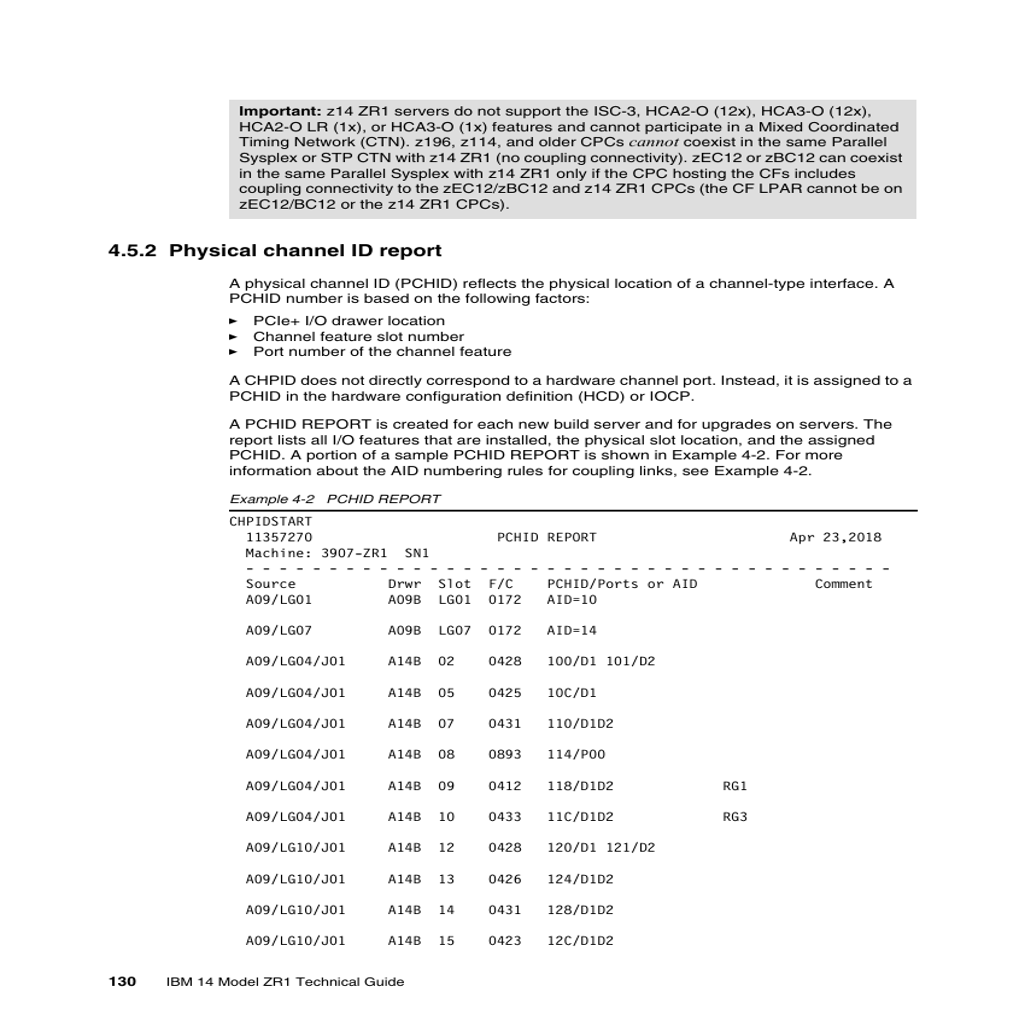 Important: z14 ZR1 servers do not support the ISC-3, HCA2-O (12x), HCA3-O (12x),
HCA2-O LR (1x), or HCA3-O (1x) features and cannot participate in a Mixed Coordinated
Timing Network (CTN). z196, z114, and older CPCs cannot coexist in the same Parallel
Sysplex or STP CTN with z14 ZR1 (no coupling connectivity). zEC12 or zBC12 can coexist
in the same Parallel Sysplex with z14 ZR1 only if the CPC hosting the CFs includes
coupling connectivity to the zEC12/zBC12 and z14 ZR1 CPCs (the CF LPAR cannot be on
zEC12/BC12 or the z14 ZR1 CPCs).
4.5.2 Physical channel ID report
A physical channel ID (PCHID) reflects the physical location of a channel-type interface. A
PCHID number is based on the following factors:
► PCIe+ I/O drawer location
► Channel feature slot number
► Port number of the channel feature
A CHPID does not directly correspond to a hardware channel port. Instead, it is assigned to a
PCHID in the hardware configuration definition (HCD) or IOCP.
A PCHID REPORT is created for each new build server and for upgrades on servers. The
report lists all I/O features that are installed, the physical slot location, and the assigned
PCHID. A portion of a sample PCHID REPORT is shown in Example 4-2. For more
information about the AID numbering rules for coupling links, see Example 4-2.
Example 4-2 PCHID REPORT
CHPIDSTART
11357270 PCHID REPORT Apr 23,2018
Machine: 3907-ZR1 SN1
- - - - - - - - - - - - - - - - - - - - - - - - - - - - - - - - - - - - - - -
Source Drwr Slot F/C PCHID/Ports or AID Comment
A09/LG01 A09B LG01 0172 AID=10
A09/LG07 A09B LG07 0172 AID=14
A09/LG04/J01 A14B 02 0428 100/D1 101/D2
A09/LG04/J01 A14B 05 0425 10C/D1
A09/LG04/J01 A14B 07 0431 110/D1D2
A09/LG04/J01 A14B 08 0893 114/P00
A09/LG04/J01 A14B 09 0412 118/D1D2 RG1
A09/LG04/J01 A14B 10 0433 11C/D1D2 RG3
A09/LG10/J01 A14B 12 0428 120/D1 121/D2
A09/LG10/J01 A14B 13 0426 124/D1D2
A09/LG10/J01 A14B 14 0431 128/D1D2
A09/LG10/J01 A14B 15 0423 12C/D1D2
130 IBM 14 Model ZR1 Technical Guide